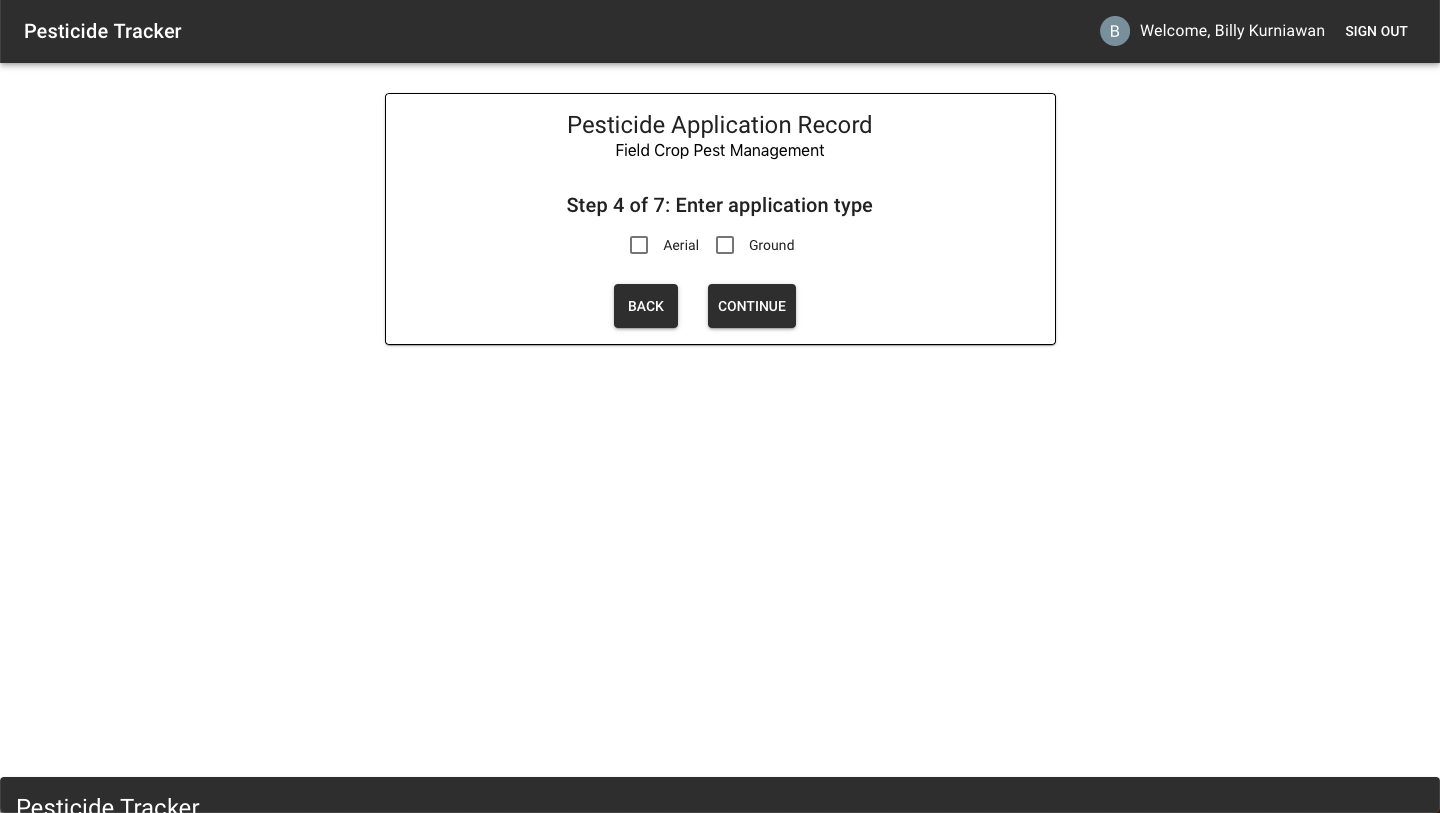 Pesticide Tracker
B Welcome, Billy Kurniawan SIGN OUT
Pesticide Application Record
Field Crop Pest Management
Step 4 of 7: Enter application type
Aerial Ground
BACK CONTINUE
Pesticide Tracker